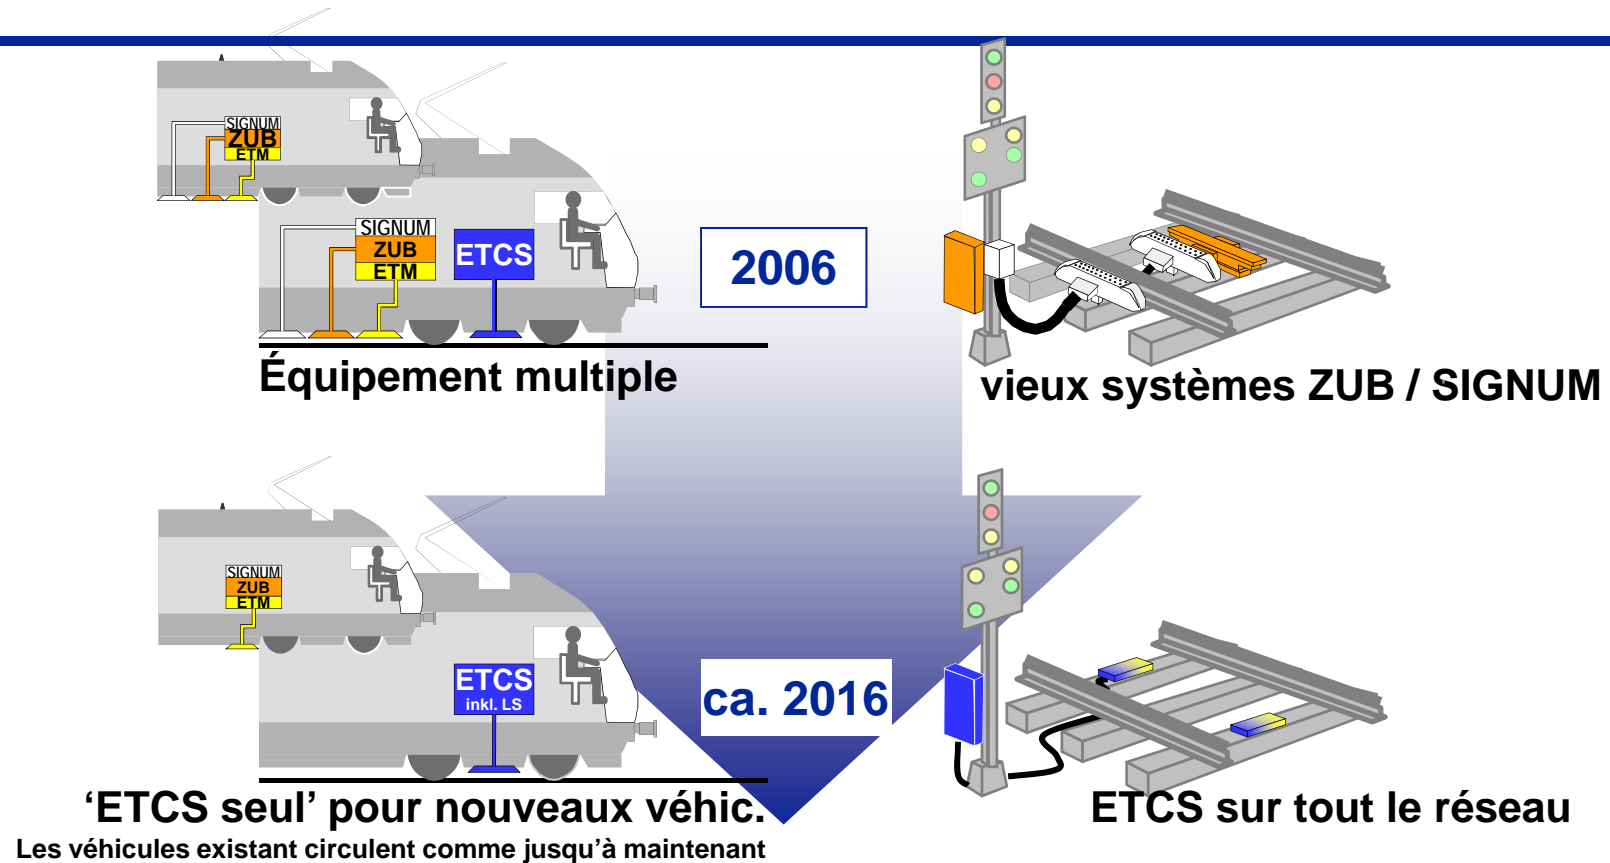 SIGNUM
ZUB
ETM
SIGNUM
ZUB
ETM
ETCS
2006
Équipement multiple
vieux systèmes ZUB / SIGNUM
SIGNUM
ZUB
ETM
ETCS
inkl. LS
ca. 2016
‘ETCS seul’ pour nouveaux véhic.
ETCS sur tout le réseau
Les véhicules existant circulent comme jusqu'à maintenant